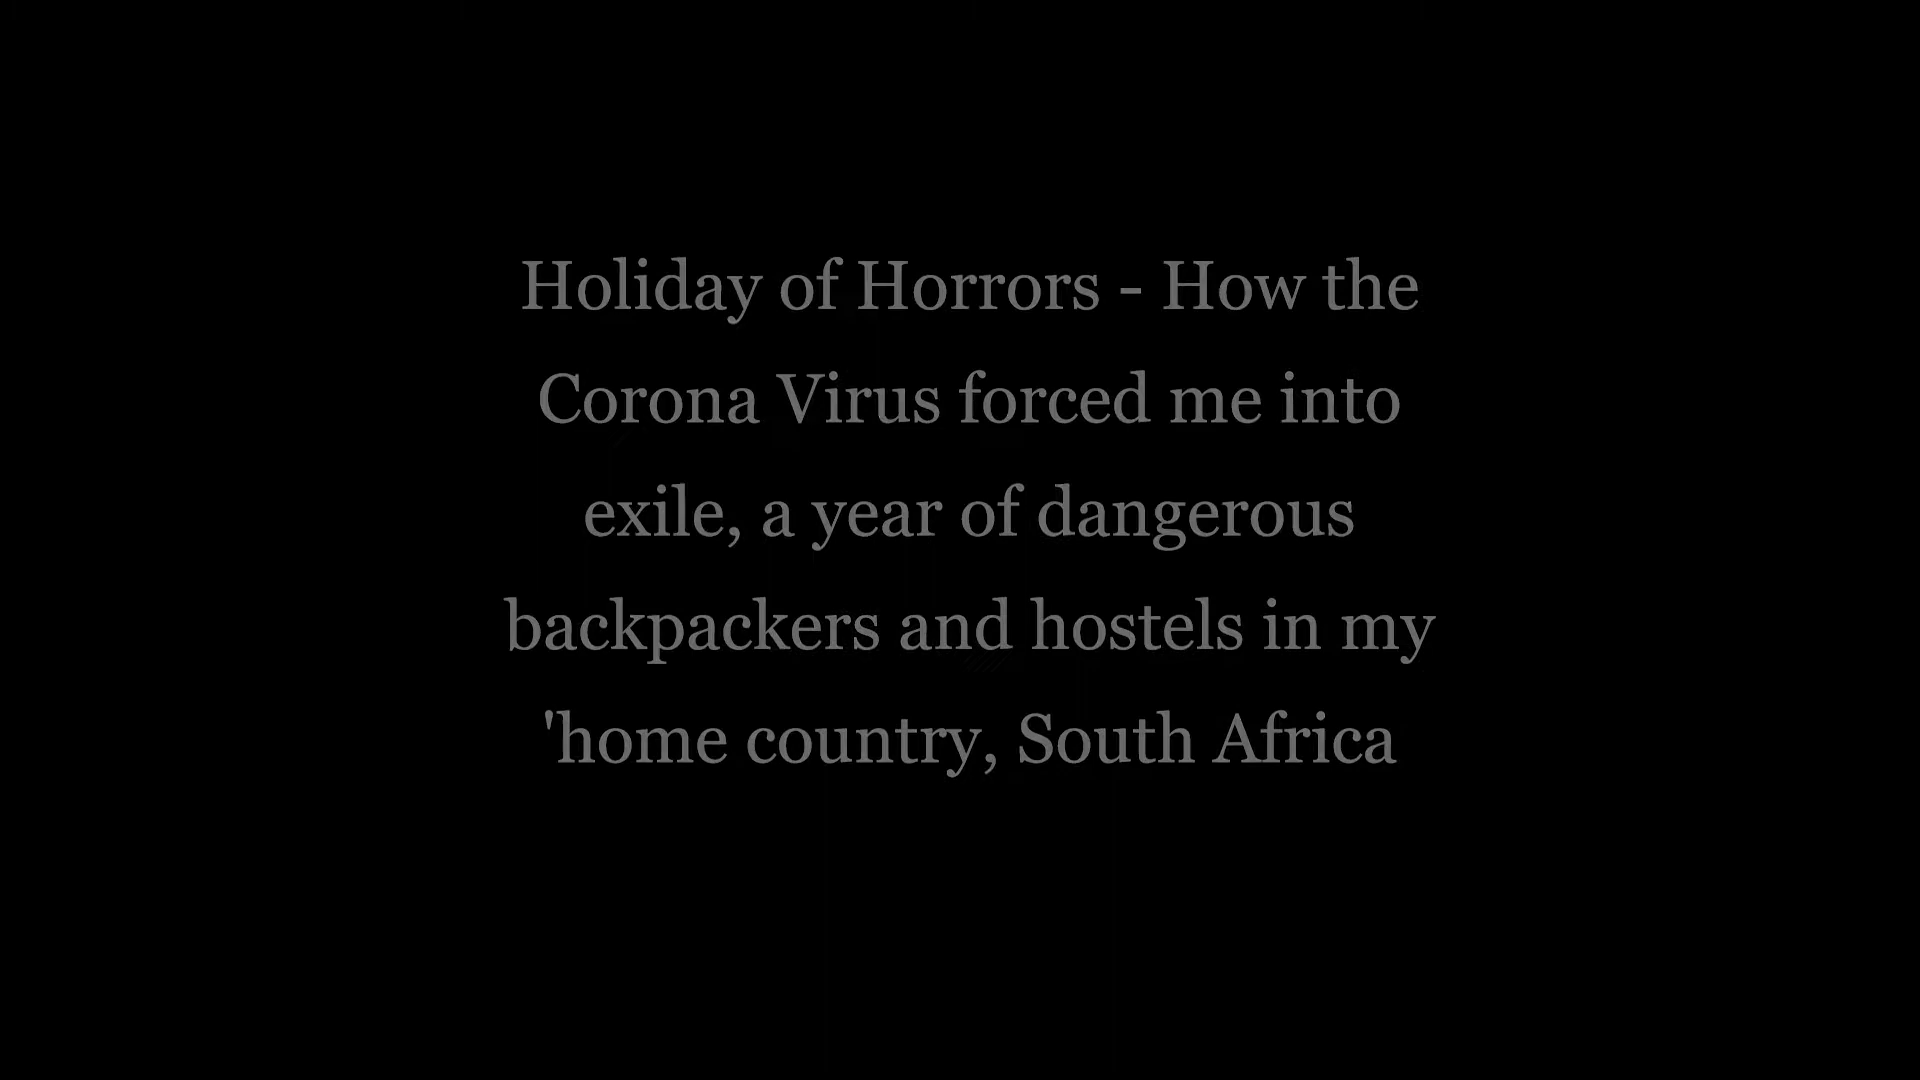 Holiday of Horrors - How the
Corona Virus forced me into
exile, a year of dangerous
backpackers and hostels in my
'home country, South Africa